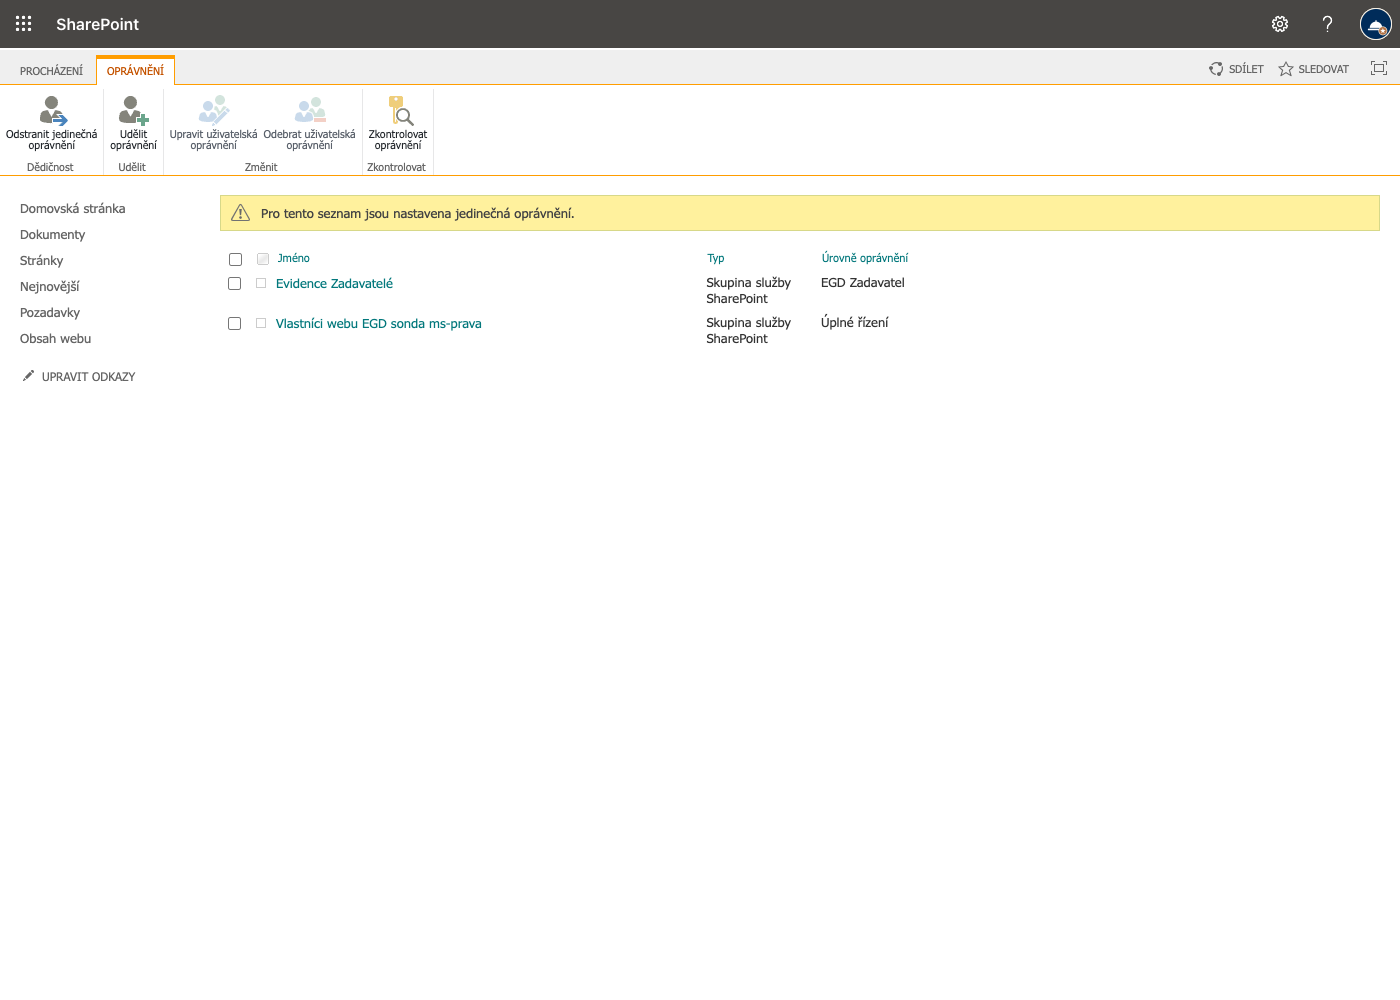 SharePoint
PROCHÁZENÍ
OPRÁVNĚNÍ
SDÍLET
SLEDOVAT
Odstranit jedinečná
oprávnění
Dědičnost
Udělit
oprávnění
Udělit
Upravit uživatelská
oprávnění
Odebrat uživatelská
oprávnění
Změnit
Zkontrolovat
oprávnění
Zkontrolovat
Domovská stránka
Dokumenty
Stránky
Nejnovější
Pozadavky
Obsah webu
UPRAVIT ODKAZY
Pro tento seznam jsou nastavena jedinečná oprávnění.
Jméno
Typ
Úrovně oprávnění
Evidence Zadavatelé
Skupina služby
SharePoint
EGD Zadavatel
Vlastníci webu EGD sonda ms-prava
Skupina služby
SharePoint
Úplné řízení